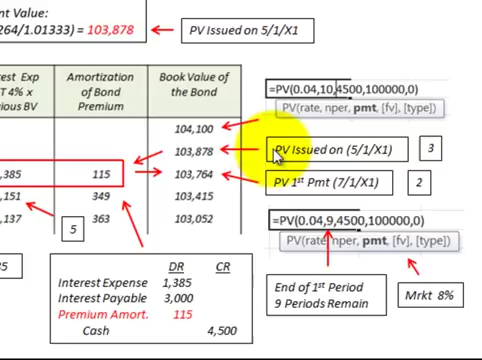 nt Value:
264/1.01333) = 103,878
PV Issued on 5/1/X1
rest Exp
T 4% x
ious BV
Amortization
of Bond
Premium
Book Value of
the Bond
=PV(0.04,10,4500,100000,0)
PV(rate, nper, pmt, [fv], [type])
104,100
103,878
PV Issued on (5/1/X1)
3
,385
115
103,764
PV 1st Pmt (7/1/X1)
2
,151
349
103,415
,137
363
103,052
5
=PV(0.04,9,4500,100000,0)
PV(rate, nper, pmt, [fv], [type])
85
DR CR
Interest Expense 1,385
Interest Payable 3,000
Premium Amort. 115
Cash 4,500
End of 1st Period
9 Periods Remain
Mrkt 8%